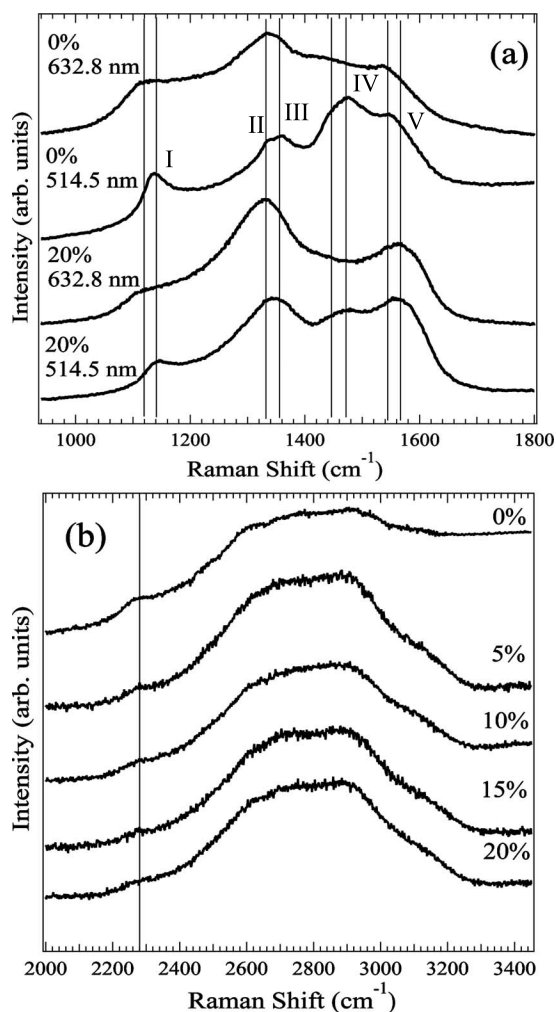 (a)
0%
632.8 nm
I
II
III
IV
V
0%
514.5 nm
20%
632.8 nm
20%
514.5 nm
Intensity (arb. units)
1000 1200 1400 1600 1800
Raman Shift (cm-1)
(b)
0%
5%
10%
15%
20%
Intensity (arb. units)
2000 2200 2400 2600 2800 3000 3200 3400
Raman Shift (cm-1)